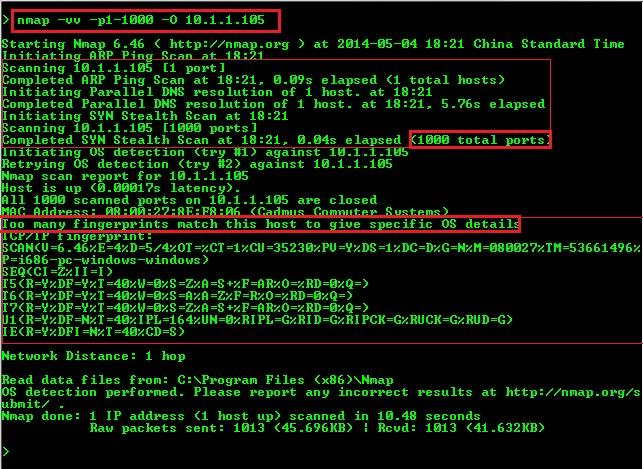 > nmap -vv -p1-1000 -O 10.1.1.105
Starting Nmap 6.46 ( http://nmap.org ) at 2014-05-04 18:21 China Standard Time
Initiating ARP Ping Scan at 18:21
Scanning 10.1.1.105 [1 port]
Completed ARP Ping Scan at 18:21, 0.09s elapsed (1 total hosts)
Initiating Parallel DNS resolution of 1 host. at 18:21
Completed Parallel DNS resolution of 1 host. at 18:21, 5.76s elapsed
Initiating SYN Stealth Scan at 18:21
Scanning 10.1.1.105 [1000 ports]
Completed SYN Stealth Scan at 18:21, 0.04s elapsed (1000 total ports)
Initiating OS detection (try #1) against 10.1.1.105
Retrying OS detection (try #2) against 10.1.1.105
Nmap scan report for 10.1.1.105
Host is up (0.00017s latency).
All 1000 scanned ports on 10.1.1.105 are closed
MAC Address: 08:00:27:8E:F8:06 (Cadmus Computer Systems)
Too many fingerprints match this host to give specific OS details
TCP/IP fingerprint:
SCAN(V=6.46%E=4%D=5/4%OT=%CT=1%CU=35230%PV=Y%DS=1%DC=D%G=N%M=080027%TM=53661496%
P=i686-pc-windows-windows)
SEQ(CI=Z%II=I)
T5(R=Y%DF=Y%T=40%W=0%S=Z%A=S+%F=AR%O=%RD=0%Q=)
T6(R=Y%DF=Y%T=40%W=0%S=A%A=Z%F=R%O=%RD=0%Q=)
T7(R=Y%DF=Y%T=40%W=0%S=Z%A=S+%F=AR%O=%RD=0%Q=)
U1(R=Y%DF=N%T=40%IPL=164%UN=0%RIPL=G%RID=G%RIPCK=G%RUCK=G%RUD=G)
IE(R=Y%DFI=N%T=40%CD=S)
Network Distance: 1 hop
Read data files from: C:\Program Files (x86)\Nmap
OS detection performed. Please report any incorrect results at http://nmap.org/s
ubmit/ .
Nmap done: 1 IP address (1 host up) scanned in 10.48 seconds
Raw packets sent: 1013 (45.696KB) | Rcvd: 1013 (41.632KB)
>